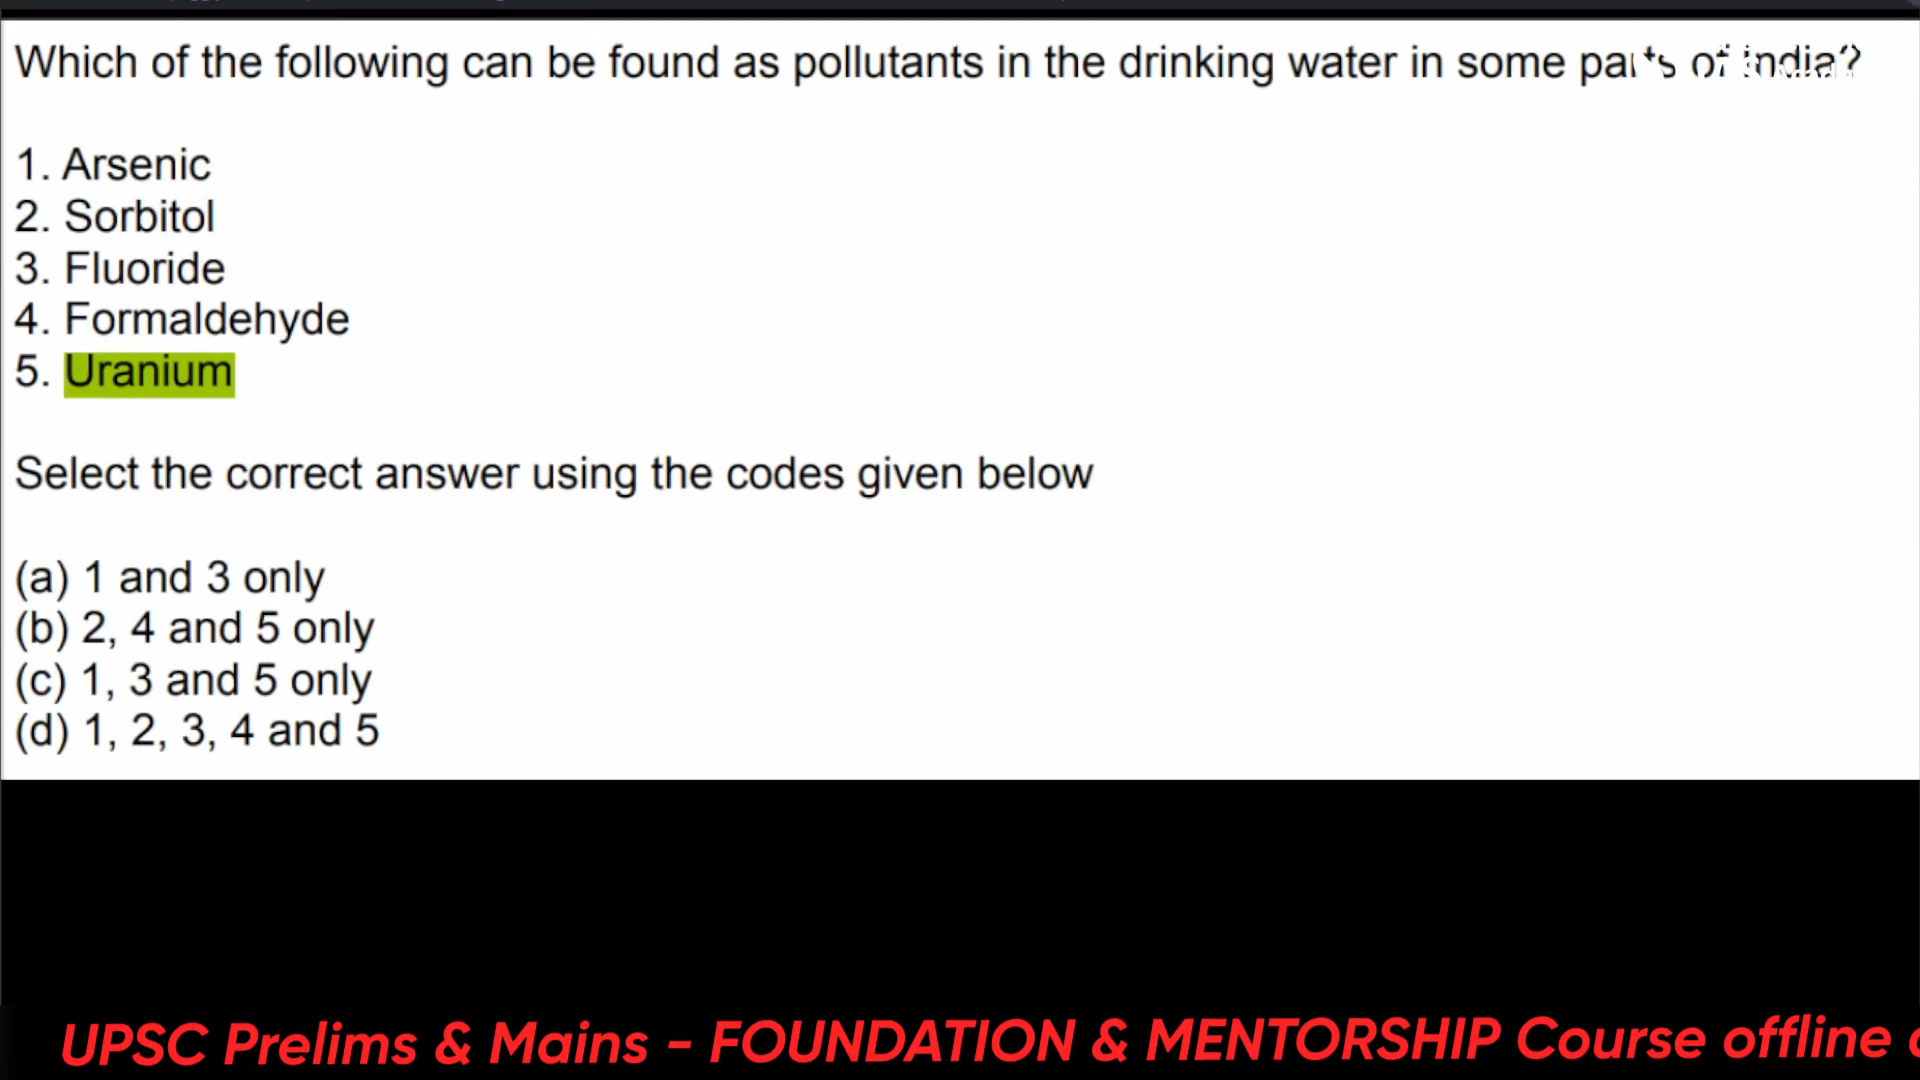 Which of the following can be found as pollutants in the drinking water in some parts of India?
1. Arsenic
2. Sorbitol
3. Fluoride
4. Formaldehyde
5. Uranium
Select the correct answer using the codes given below
(a) 1 and 3 only
(b) 2, 4 and 5 only
(c) 1, 3 and 5 only
(d) 1, 2, 3, 4 and 5
UPSC Prelims & Mains - FOUNDATION & MENTORSHIP Course offline